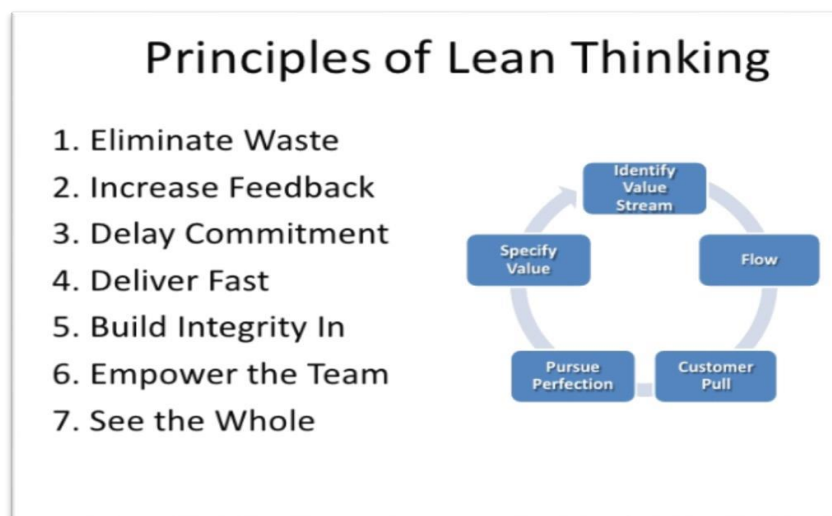 Principles of Lean Thinking
1. Eliminate Waste
2. Increase Feedback
3. Delay Commitment
4. Deliver Fast
5. Build Integrity In
6. Empower the Team
7. See the Whole
Identify
Value
Stream
Flow
Customer
Pull
Pursue
Perfection
Specify
Value